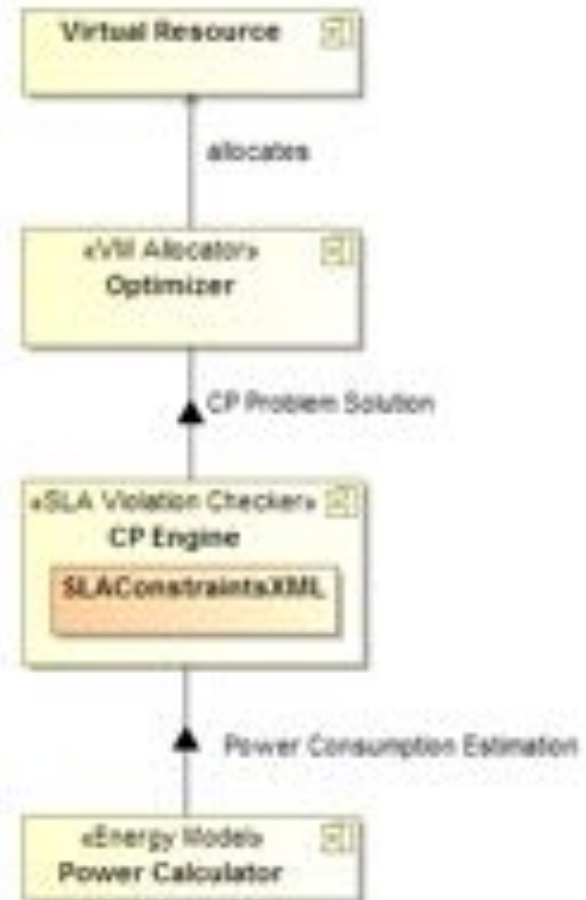 Virtual Resource
allocates
«VM Allocator»
Optimizer
CP Problem Solution
«SLA Violation Checker»
CP Engine
SLAConstraintsXML
Power Consumption Estimation
«Energy Model»
Power Calculator